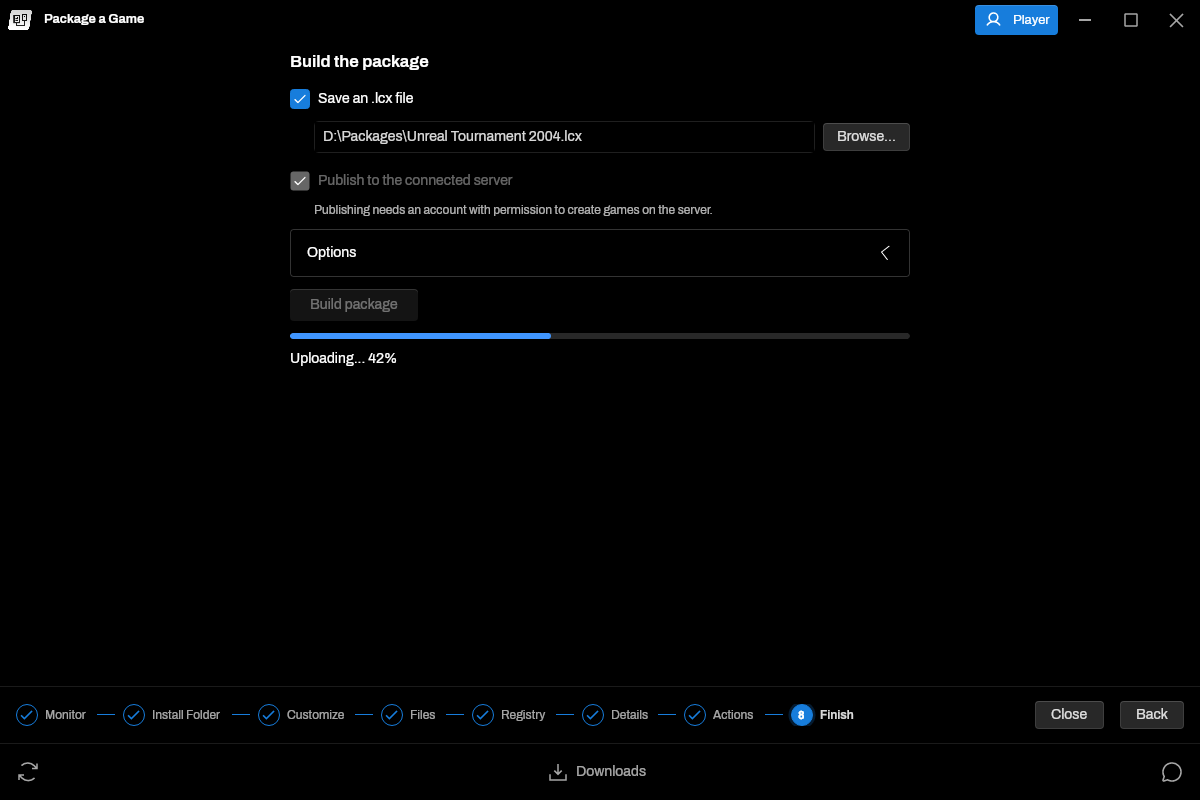 Package a Game
Player
Build the package
Save an .lcx file
D:\Packages\Unreal Tournament 2004.lcx
Browse...
Publish to the connected server
Publishing needs an account with permission to create games on the server.
Options
Build package
Uploading... 42%
Monitor
Install Folder
Customize
Files
Registry
Details
Actions
8
Finish
Close
Back
Downloads